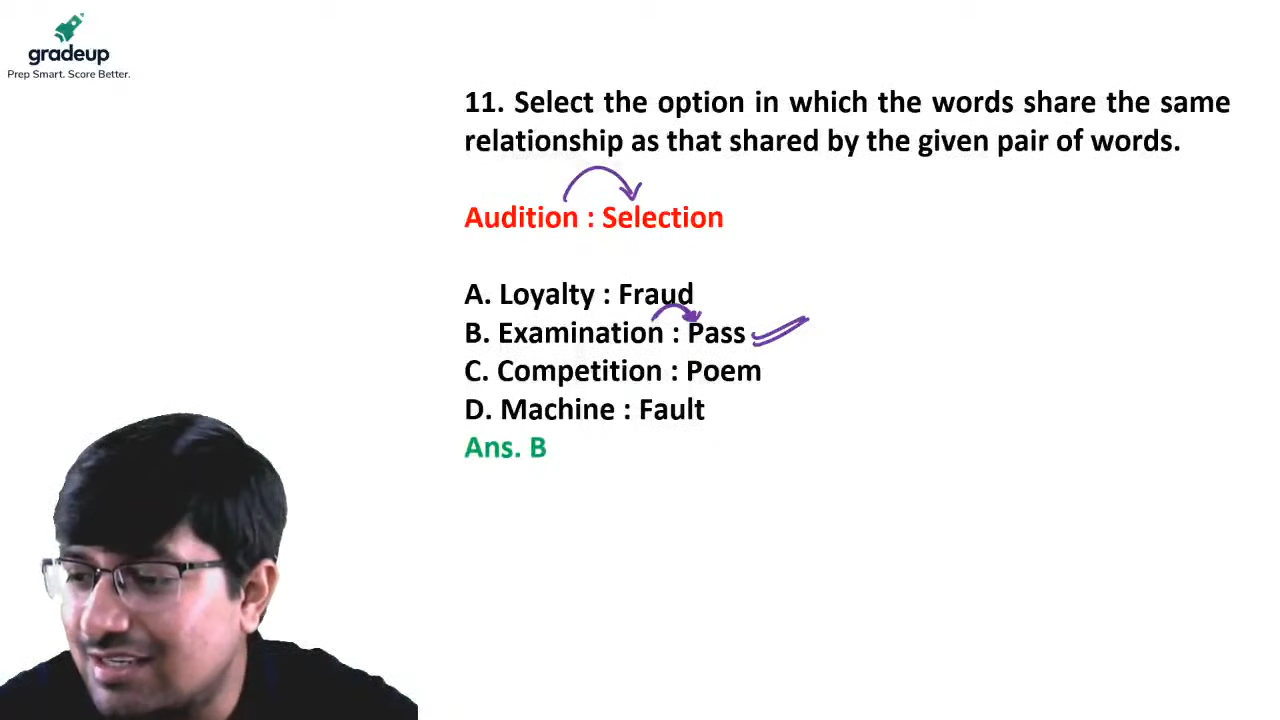 gradeup
Prep Smart. Score Better.
11. Select the option in which the words share the same
relationship as that shared by the given pair of words.
Audition : Selection
A. Loyalty : Fraud
B. Examination : Pass
C. Competition : Poem
D. Machine : Fault
Ans. B